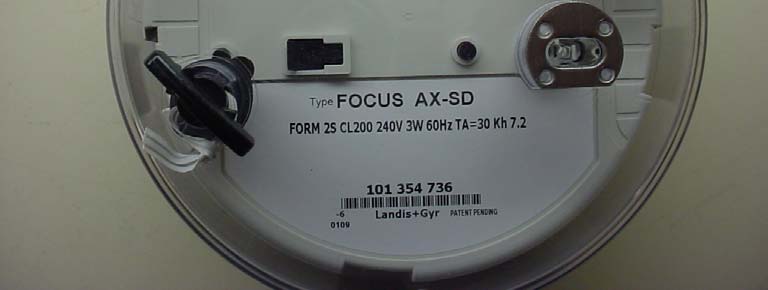 Type FOCUS AX-SD
FORM 2S CL200 240V 3W 60Hz TA=30 Kh 7.2
101 354 736
-6 Landis+Gyr PATENT PENDING
0109